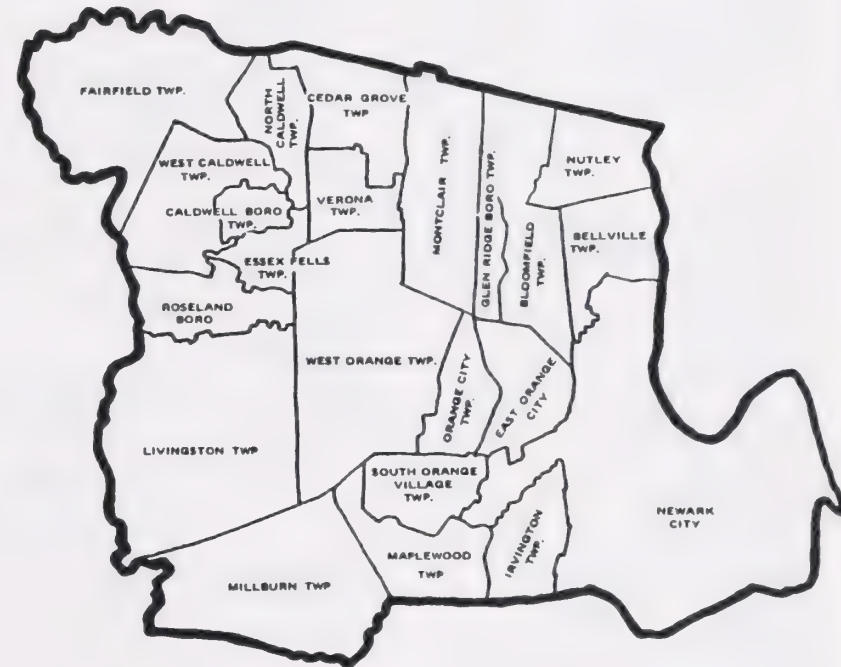 FAIRFIELD TWP.
NORTH
CALDWELL
TWP.
CEDAR GROVE
TWP
WEST CALDWELL
TWP.
CALDWELL BORO
TWP.
VERONA
TWP.
MONTCLAIR TWP.
GLEN RIDGE BORO TWP.
BLOOMFIELD
TWP.
NUTLEY
TWP.
BELLVILLE
TWP.
ESSEX FELLS
TWP.
ROSELAND
BORO
WEST ORANGE TWP.
ORANGE CITY
TWP.
EAST ORANGE
CITY
LIVINGSTON TWP
SOUTH ORANGE
VILLAGE
TWP.
NEWARK
CITY
MAPLEWOOD
TWP
IRVINGTON
TWP.
MILLBURN TWP